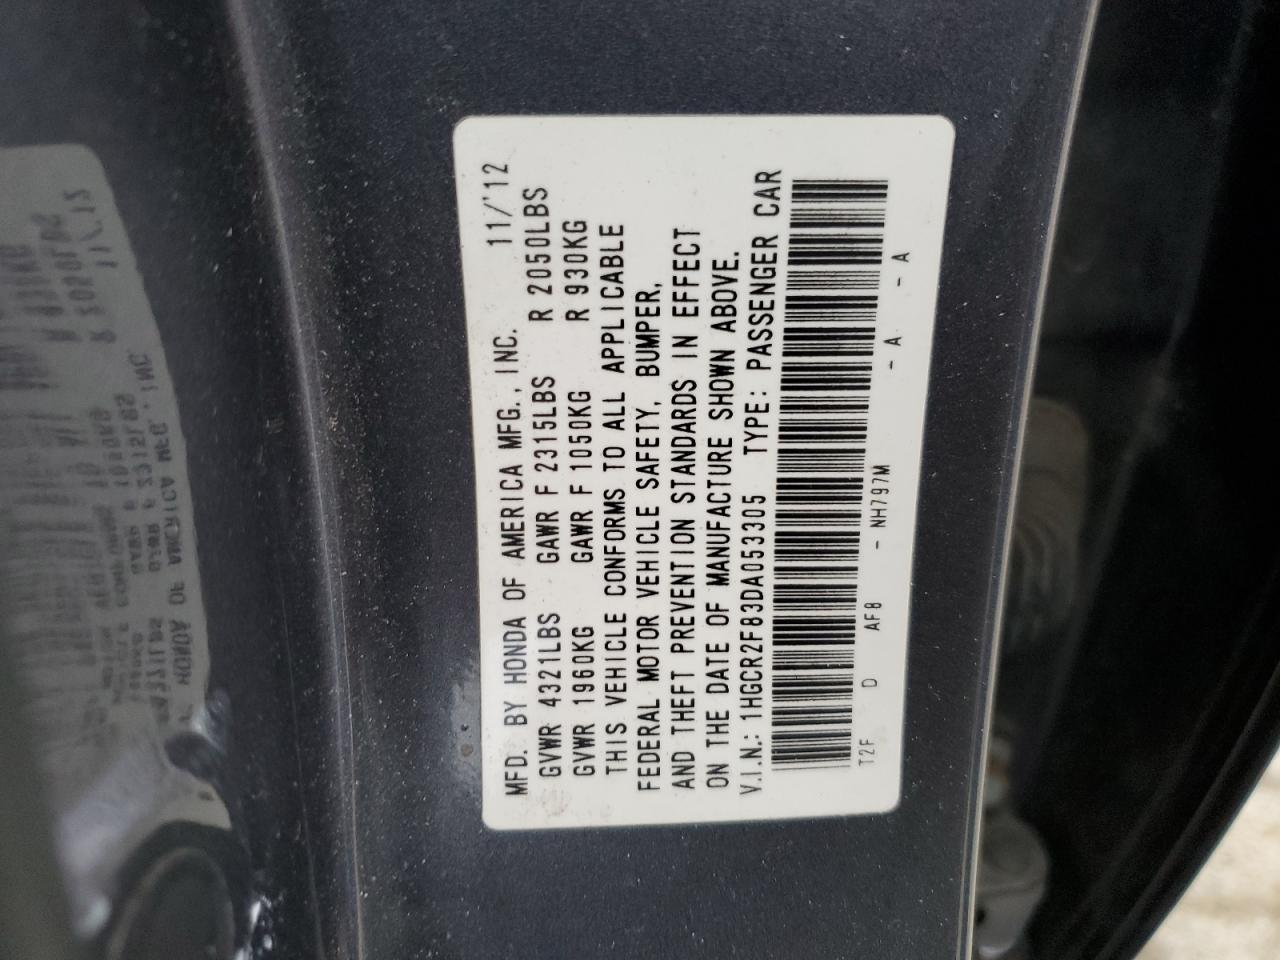 MFD. BY HONDA OF AMERICA MFG., INC. 11/'12
GVWR 4321LBS GAWR F 2315LBS R 2050LBS
GVWR 1960KG GAWR F 1050KG R 930KG
THIS VEHICLE CONFORMS TO ALL APPLICABLE
FEDERAL MOTOR VEHICLE SAFETY, BUMPER,
AND THEFT PREVENTION STANDARDS IN EFFECT
ON THE DATE OF MANUFACTURE SHOWN ABOVE.
V.I.N.: 1HGCR2F83DA053305 TYPE: PASSENGER CAR
T2F D AF8 - NH797M - A - A